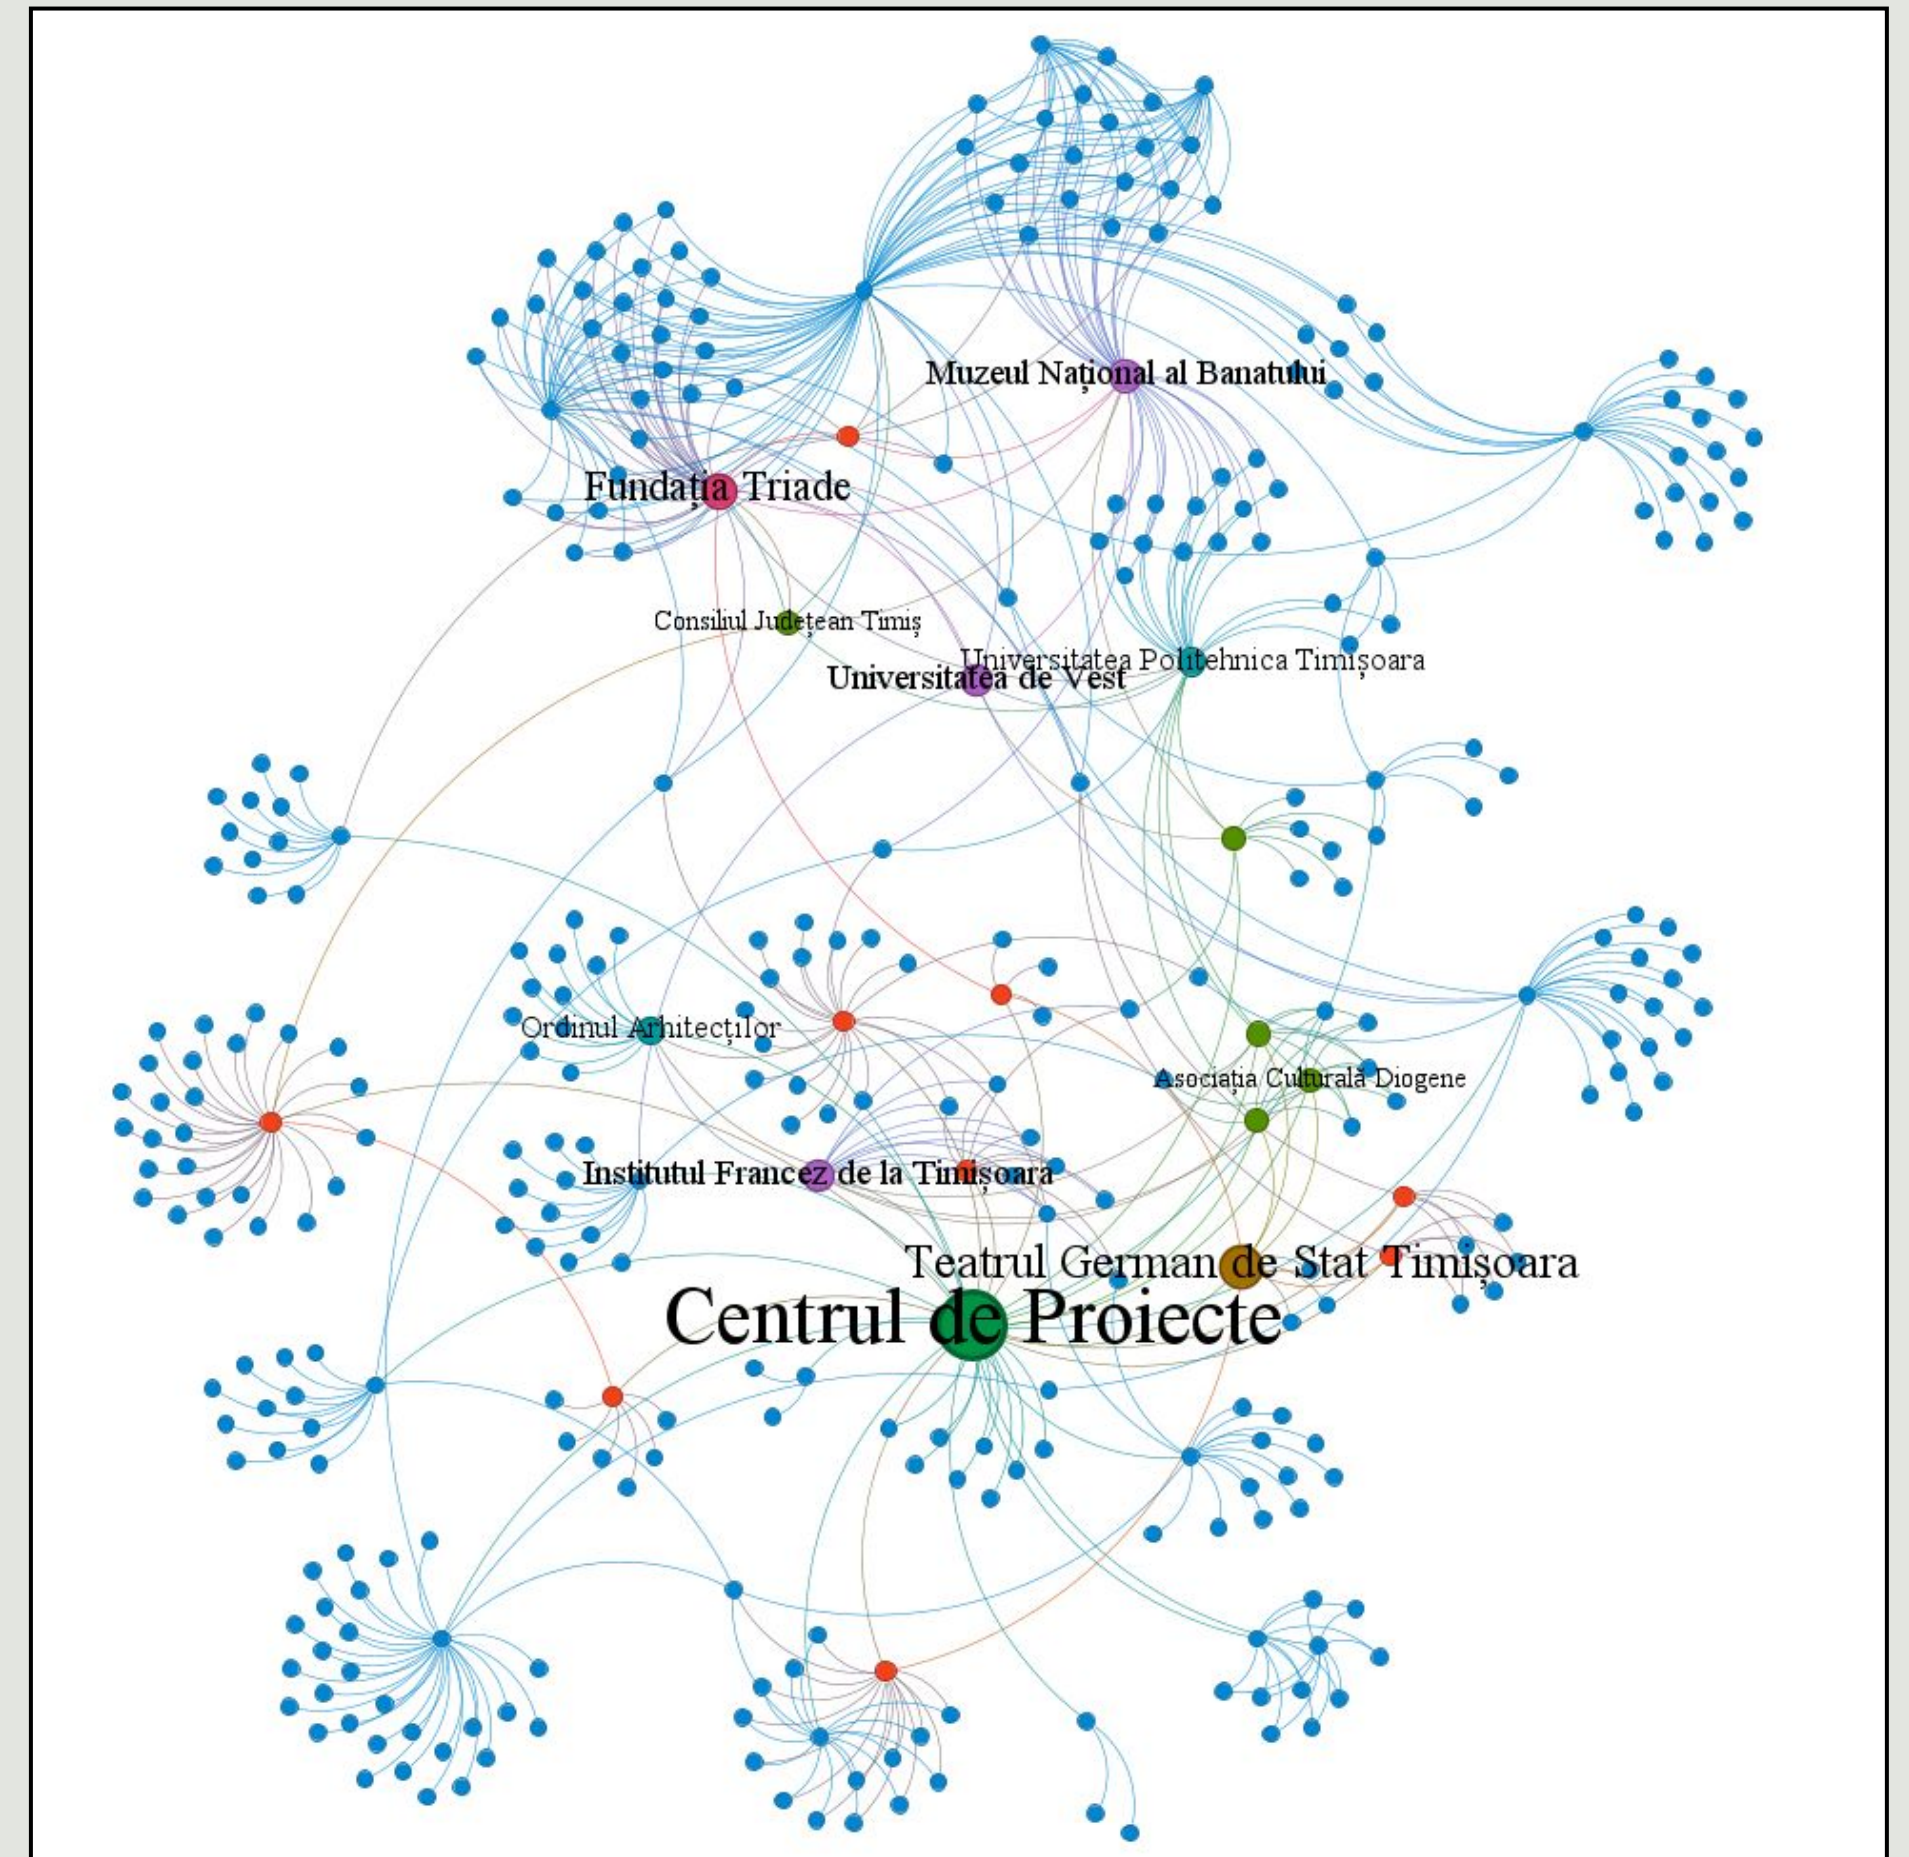 Muzeul Național al Banatului
Fundația Triade
Consiliul Județean Timiș
Universitatea Politehnica Timișoara
Universitatea de Vest
Ordinul Arhitecților
Asociația Culturală Diogene
Institutul Francez de la Timișoara
Teatrul German de Stat Timișoara
Centrul de Proiecte